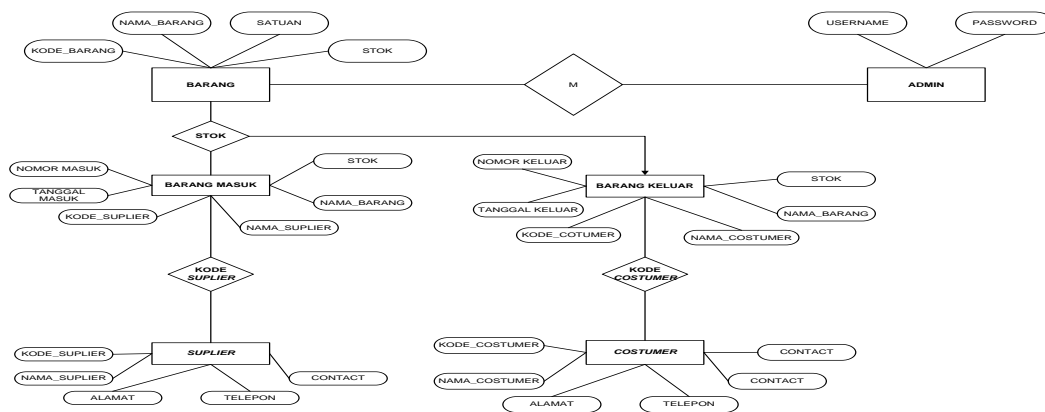 NAMA_BARANG
SATUAN
USERNAME
PASSWORD
KODE_BARANG
STOK
BARANG
M
ADMIN
STOK
NOMOR MASUK
STOK
NOMOR KELUAR
TANGGAL
MASUK
BARANG MASUK
NAMA_BARANG
BARANG KELUAR
STOK
KODE_SUPLIER
NAMA_SUPLIER
TANGGAL KELUAR
NAMA_BARANG
KODE_COTUMER
NAMA_COSTUMER
KODE
SUPLIER
KODE
COSTUMER
KODE_SUPLIER
SUPLIER
KODE_COSTUMER
COSTUMER
CONTACT
NAMA_SUPLIER
CONTACT
NAMA_COSTUMER
CONTACT
ALAMAT
TELEPON
ALAMAT
TELEPON